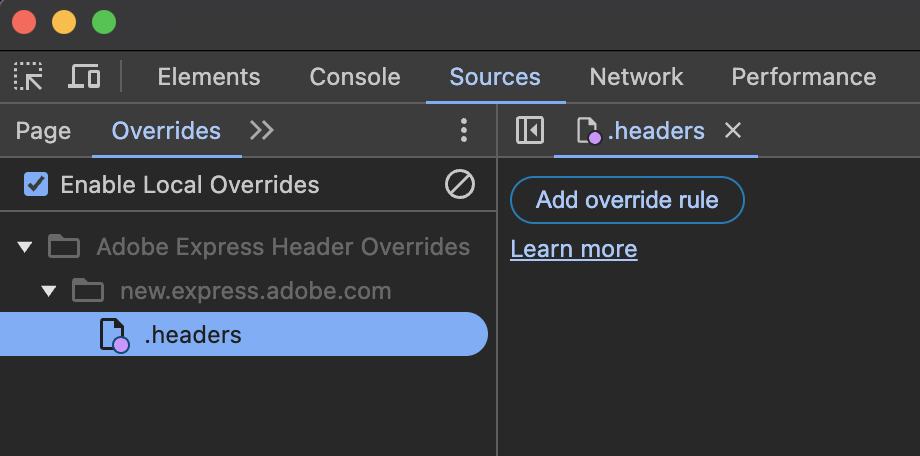 Elements Console Sources Network Performance
Page Overrides
.headers
Enable Local Overrides
Add override rule
Learn more
Adobe Express Header Overrides
new.express.adobe.com
.headers